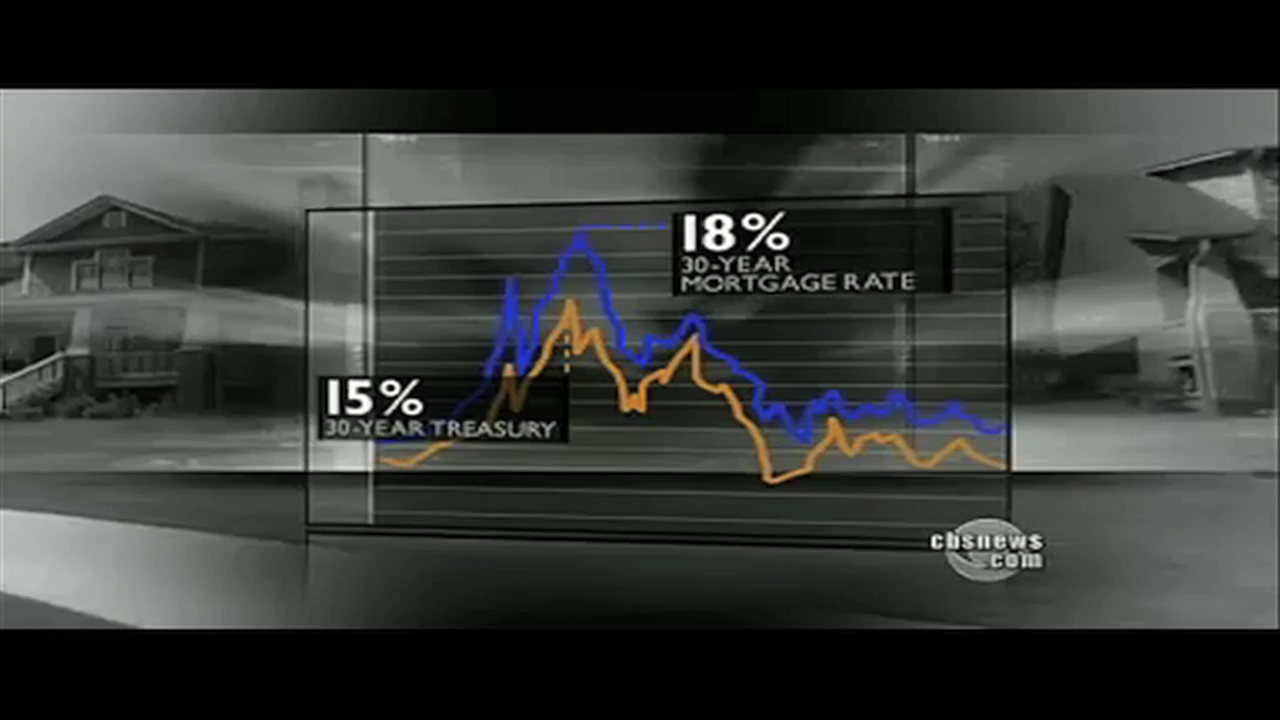 18%
30-YEAR
MORTGAGE RATE
15%
30-YEAR TREASURY
cbsnews
.com